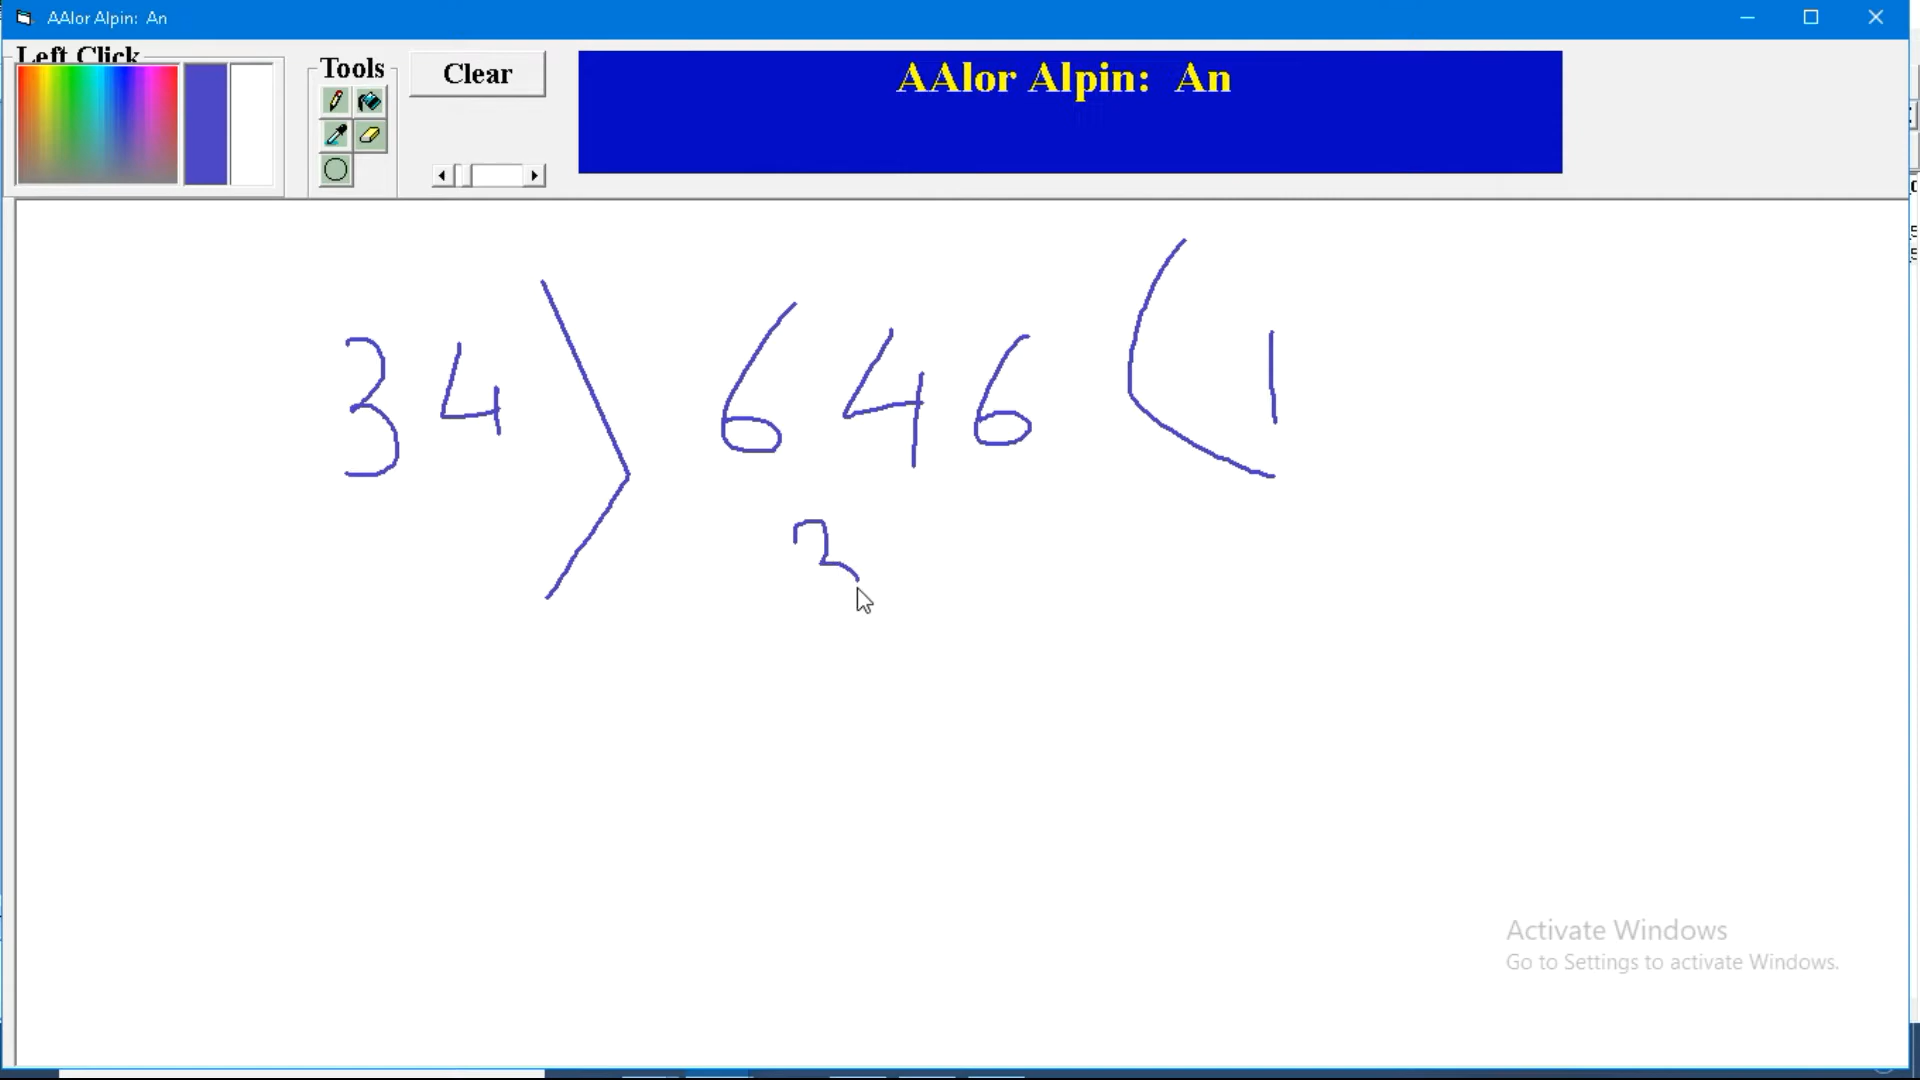 AAlor Alpin: An
Left Click
Tools
Clear
AAlor Alpin: An
34 > 646 ( 1
Activate Windows
Go to Settings to activate Windows.